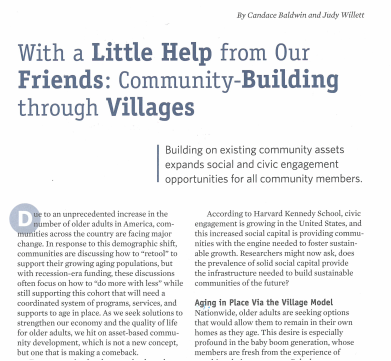 By Candace Baldwin and Judy Willett
With a Little Help from Our
Friends: Community-Building
through Villages
Building on existing community assets
expands social and civic engagement
opportunities for all community members.
Due to an unprecedented increase in the
number of older adults in America, com-
munities across the country are facing major
change. In response to this demographic shift,
communities are discussing how to “retool” to
support their growing aging populations, but
with recession-era funding, these discussions
often focus on how to “do more with less” while
still supporting this cohort that will need a
coordinated system of programs, services, and
supports to age in place. As we seek solutions to
strengthen our economy and the quality of life
for older adults, we hit on asset-based commu-
nity development, which is not a new concept,
but one that is making a comeback.
According to Harvard Kennedy School, civic
engagement is growing in the United States, and
this increased social capital is providing commu-
nities with the engine needed to foster sustain-
able growth. Researchers might now ask, does
the prevalence of solid social capital provide
the infrastructure needed to build sustainable
communities of the future?
Aging in Place Via the Village Model
Nationwide, older adults are seeking options
that would allow them to remain in their own
homes as they age. This desire is especially
profound in the baby boom generation, whose
members are fresh from the experience of